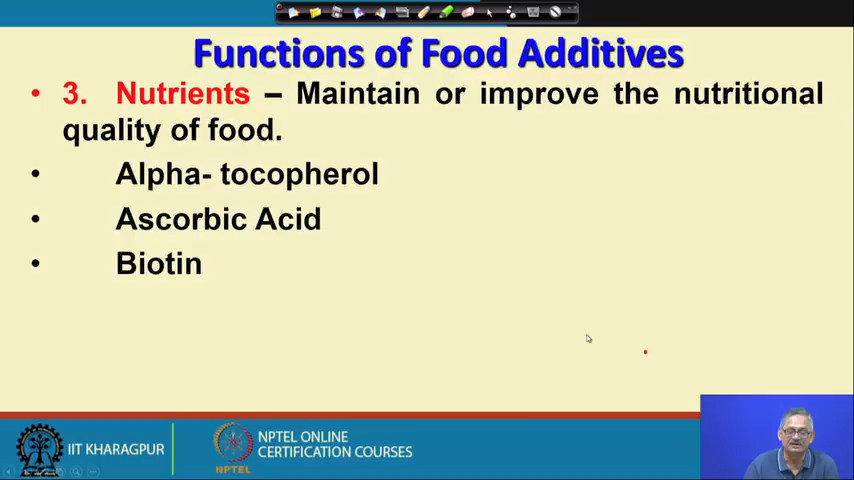 Functions of Food Additives
• 3. Nutrients – Maintain or improve the nutritional
quality of food.
• Alpha- tocopherol
• Ascorbic Acid
• Biotin
IIT KHARAGPUR
NPTEL
NPTEL ONLINE
CERTIFICATION COURSES